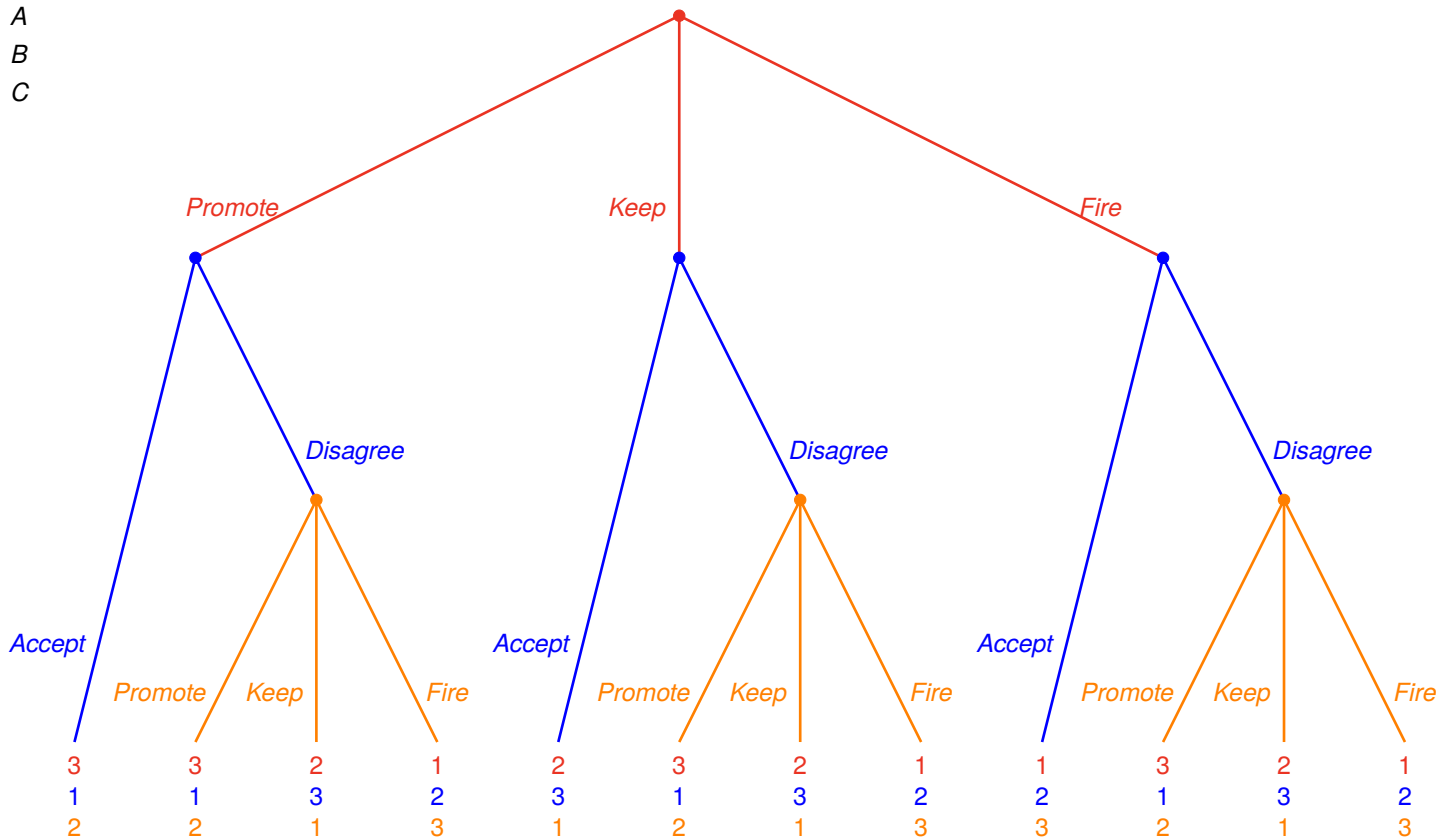 A
B
C
Promote Keep Fire
Disagree Disagree Disagree
Accept Accept Accept
Promote Keep Fire Promote Keep Fire Promote Keep Fire
3 3 2 1 2 3 2 1 1 3 2 1
1 1 3 2 3 1 3 2 2 1 3 2
2 2 1 3 1 2 1 3 3 2 1 3